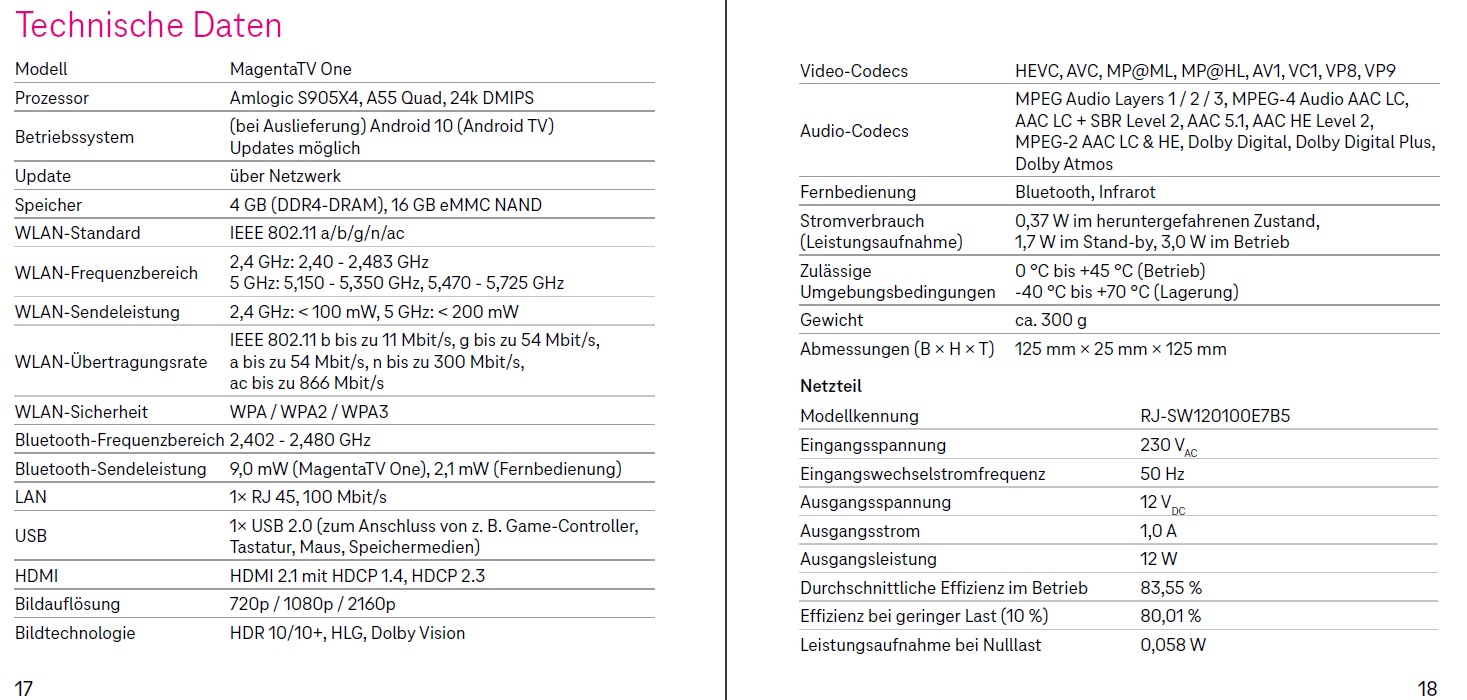 Technische Daten
Modell MagentaTV One
Prozessor Amlogic S905X4, A55 Quad, 24k DMIPS
Betriebssystem (bei Auslieferung) Android 10 (Android TV)
Updates möglich
Update über Netzwerk
Speicher 4 GB (DDR4-DRAM), 16 GB eMMC NAND
WLAN-Standard IEEE 802.11 a/b/g/n/ac
WLAN-Frequenzbereich 2,4 GHz: 2,40 - 2,483 GHz
5 GHz: 5,150 - 5,350 GHz, 5,470 - 5,725 GHz
WLAN-Sendeleistung 2,4 GHz: < 100 mW, 5 GHz: < 200 mW
WLAN-Übertragungsrate IEEE 802.11 b bis zu 11 Mbit/s, g bis zu 54 Mbit/s,
a bis zu 54 Mbit/s, n bis zu 300 Mbit/s,
ac bis zu 866 Mbit/s
WLAN-Sicherheit WPA / WPA2 / WPA3
Bluetooth-Frequenzbereich 2,402 - 2,480 GHz
Bluetooth-Sendeleistung 9,0 mW (MagentaTV One), 2,1 mW (Fernbedienung)
LAN 1× RJ 45, 100 Mbit/s
USB 1× USB 2.0 (zum Anschluss von z. B. Game-Controller,
Tastatur, Maus, Speichermedien)
HDMI HDMI 2.1 mit HDCP 1.4, HDCP 2.3
Bildauflösung 720p / 1080p / 2160p
Bildtechnologie HDR 10/10+, HLG, Dolby Vision
17
Video-Codecs HEVC, AVC, MP@ML, MP@HL, AV1, VC1, VP8, VP9
Audio-Codecs MPEG Audio Layers 1 / 2 / 3, MPEG-4 Audio AAC LC,
AAC LC + SBR Level 2, AAC 5.1, AAC HE Level 2,
MPEG-2 AAC LC & HE, Dolby Digital, Dolby Digital Plus,
Dolby Atmos
Fernbedienung Bluetooth, Infrarot
Stromverbrauch 0,37 W im heruntergefahrenen Zustand,
(Leistungsaufnahme) 1,7 W im Stand-by, 3,0 W im Betrieb
Zulässige 0 °C bis +45 °C (Betrieb)
Umgebungsbedingungen -40 °C bis +70 °C (Lagerung)
Gewicht ca. 300 g
Abmessungen (B × H × T) 125 mm × 25 mm × 125 mm
Netzteil
Modellkennung RJ-SW120100E7B5
Eingangsspannung 230 VAC
Eingangswechselstromfrequenz 50 Hz
Ausgangsspannung 12 VDC
Ausgangsstrom 1,0 A
Ausgangsleistung 12 W
Durchschnittliche Effizienz im Betrieb 83,55 %
Effizienz bei geringer Last (10 %) 80,01 %
Leistungsaufnahme bei Nulllast 0,058 W
18